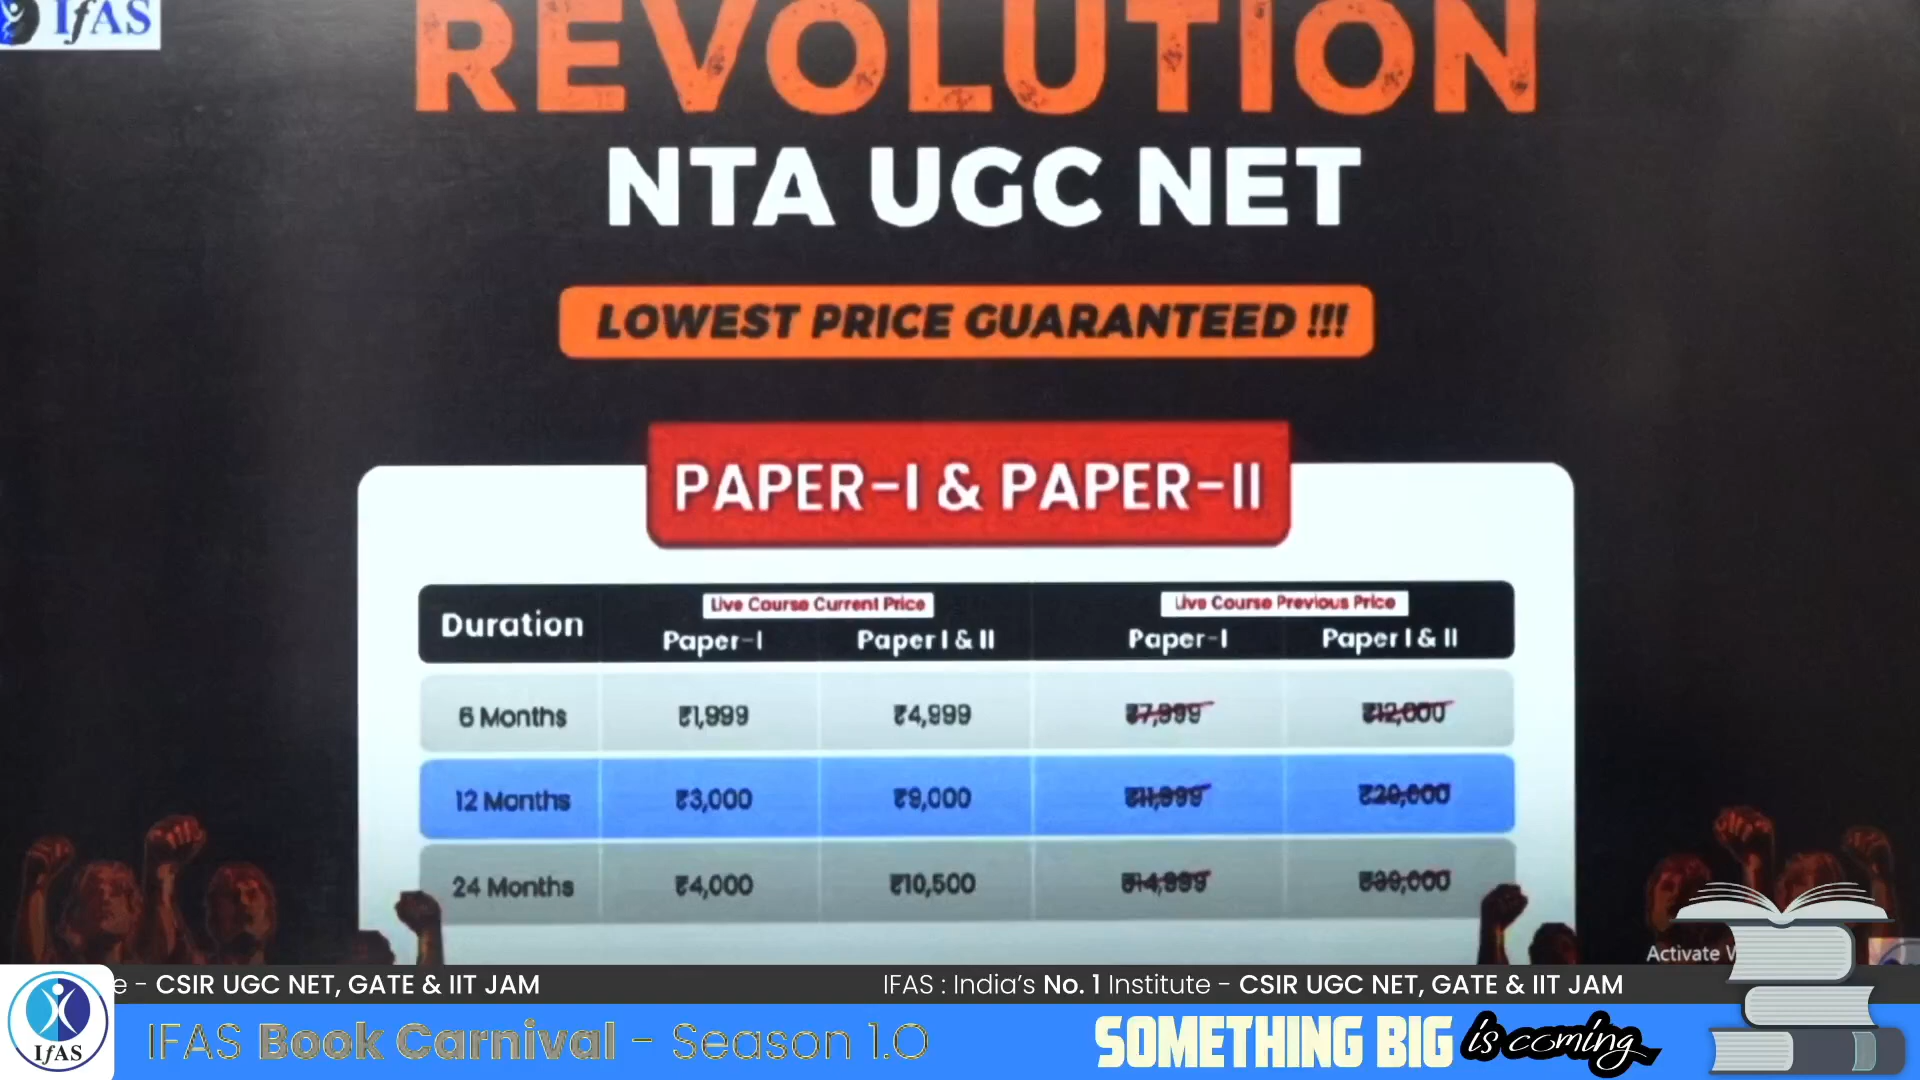 IfAS
REVOLUTION
NTA UGC NET
LOWEST PRICE GUARANTEED !!!
PAPER-I & PAPER-II
Duration
Live Course Current Price
Live Course Previous Price
Paper-I
Paper I & II
Paper-I
Paper I & II
6 Months ₹1,999 ₹4,999 ₹7,999 ₹12,000
12 Months ₹3,000 ₹9,000 ₹11,999 ₹20,000
24 Months ₹4,000 ₹10,500 ₹14,999
Activate
e - CSIR UGC NET, GATE & IIT JAM IFAS : India's No. 1 Institute - CSIR UGC NET, GATE & IIT JAM
IfAS
IFAS Book Carnival - Season 1.0
SOMETHING BIG is coming